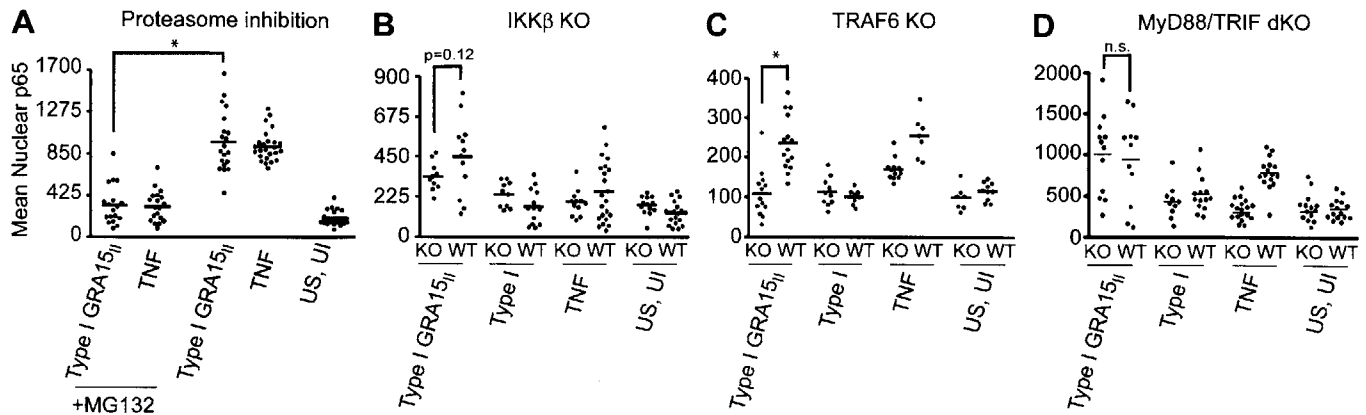 A Proteasome inhibition
Mean Nuclear p65
1700
1275
850
425
0
*
Type I GRA15II
TNF
+MG132
Type I GRA15II
TNF
US, UI
B IKKβ KO
900
675
450
225
0
p=0.12
KO WT KO WT KO WT KO WT
Type I GRA15II
Type I
TNF
US, UI
C TRAF6 KO
400
300
200
100
0
*
KO WT KO WT KO WT KO WT
Type I GRA15II
Type I
TNF
US, UI
D MyD88/TRIF dKO
2000
1500
1000
500
0
n.s.
KO WT KO WT KO WT KO WT
Type I GRA15II
Type I
TNF
US, UI